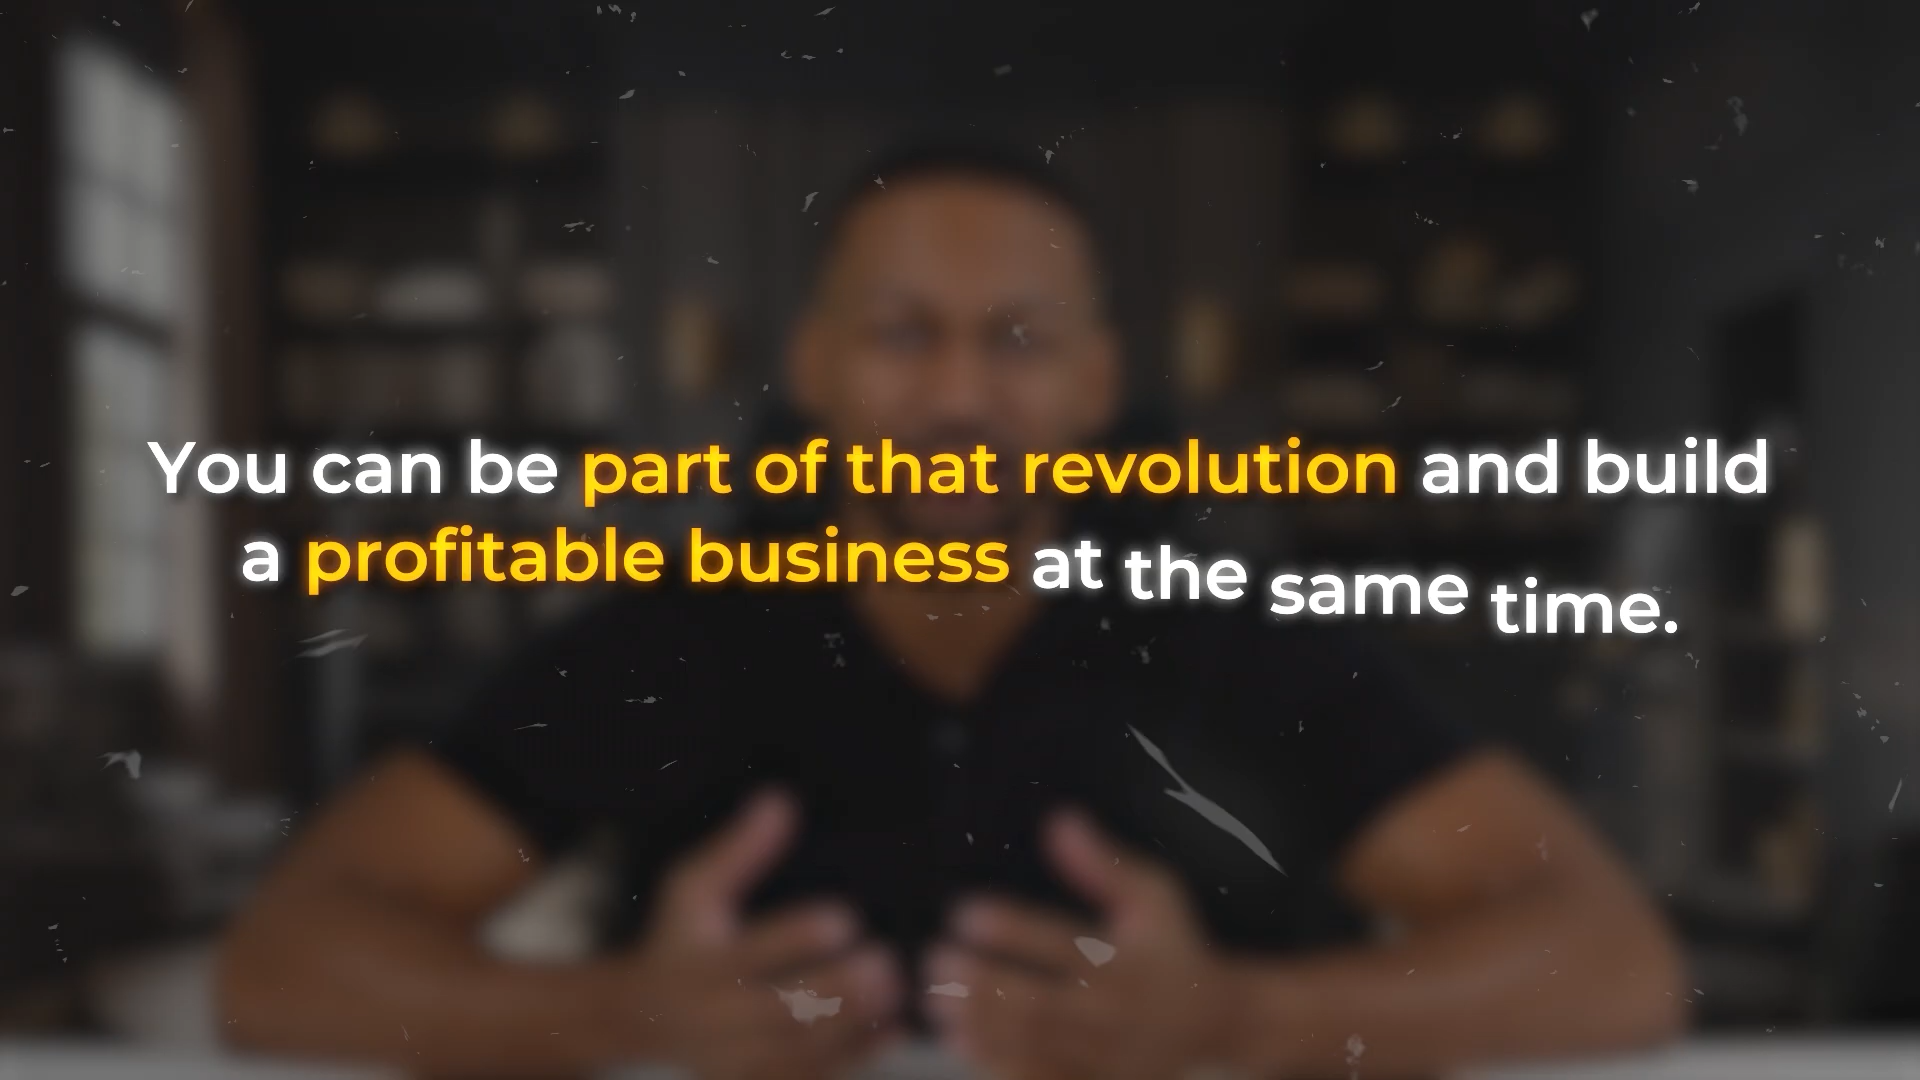 You can be part of that revolution and build
a profitable business at the same time.